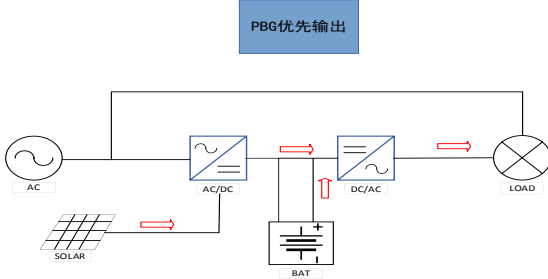 PBG优先输出
AC
AC/DC
DC/AC
LOAD
SOLAR
BAT